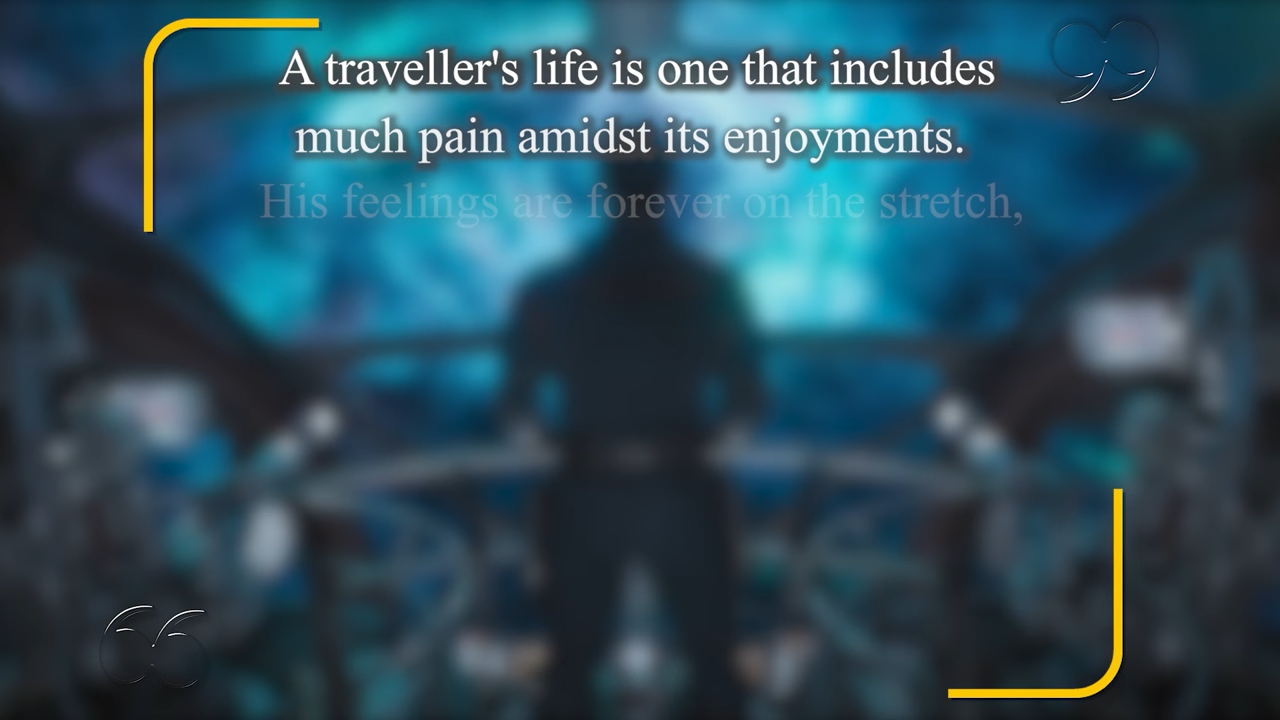 A traveller's life is one that includes
much pain amidst its enjoyments.
His feelings are forever on the stretch,